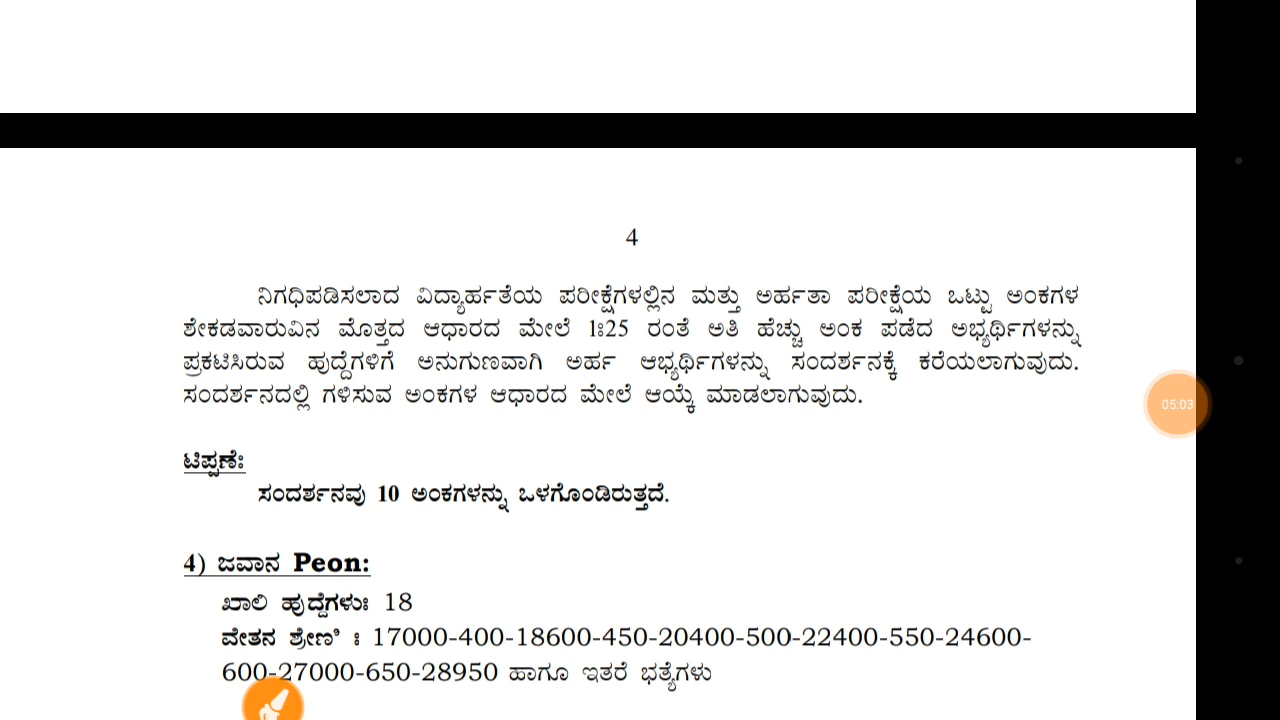 4
ನಿಗಧಿಪಡಿಸಲಾದ ವಿದ್ಯಾರ್ಹತೆಯ ಪರೀಕ್ಷೆಗಳಲ್ಲಿನ ಮತ್ತು ಅರ್ಹತಾ ಪರೀಕ್ಷೆಯ ಒಟ್ಟು ಅಂಕಗಳ
ಶೇಕಡವಾರುವಿನ ಮೊತ್ತದ ಆಧಾರದ ಮೇಲೆ 1ಃ25 ರಂತೆ ಅತಿ ಹೆಚ್ಚು ಅಂಕ ಪಡೆದ ಅಭ್ಯರ್ಥಿಗಳನ್ನು
ಪ್ರಕಟಿಸಿರುವ ಹುದ್ದೆಗಳಿಗೆ ಅನುಗುಣವಾಗಿ ಅರ್ಹ ಆಭ್ಯರ್ಥಿಗಳನ್ನು ಸಂದರ್ಶನಕ್ಕೆ ಕರೆಯಲಾಗುವುದು.
ಸಂದರ್ಶನದಲ್ಲಿ ಗಳಿಸುವ ಅಂಕಗಳ ಆಧಾರದ ಮೇಲೆ ಆಯ್ಕೆ ಮಾಡಲಾಗುವುದು.
05:03
ಟಿಪ್ಪಣೆಃ
ಸಂದರ್ಶನವು 10 ಅಂಕಗಳನ್ನು ಒಳಗೊಂಡಿರುತ್ತದೆ.
4) ಜವಾನ Peon:
ಖಾಲಿ ಹುದ್ದೆಗಳುಃ 18
ವೇತನ ಶ್ರೇಣಿ ಃ 17000-400-18600-450-20400-500-22400-550-24600-
600-27000-650-28950 ಹಾಗೂ ಇತರೆ ಭತ್ಯೆಗಳು